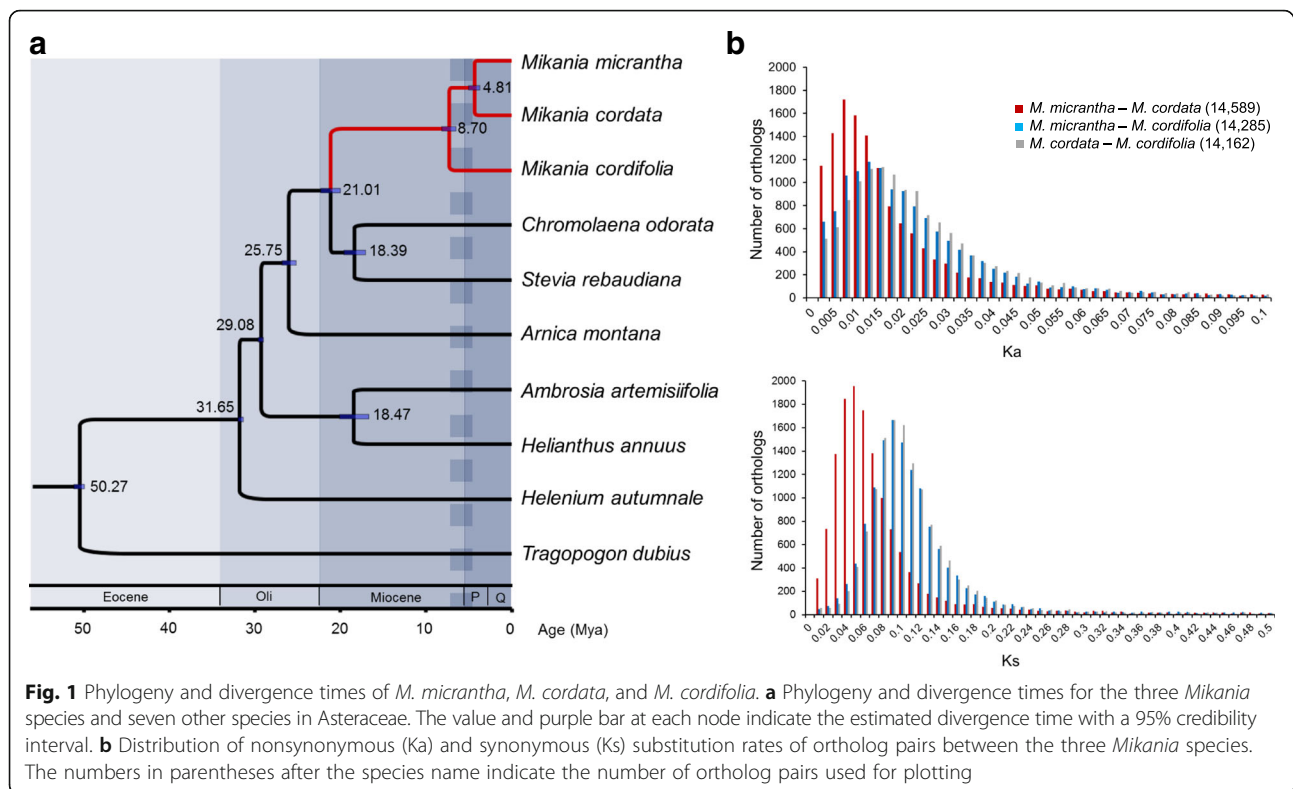 a
Mikania micrantha
4.81
Mikania cordata
8.70
Mikania cordifolia
21.01
Chromolaena odorata
25.75
18.39
Stevia rebaudiana
29.08
Arnica montana
Ambrosia artemisiifolia
31.65
18.47
Helianthus annuus
50.27
Helenium autumnale
Tragopogon dubius
Eocene Oli Miocene P Q
50 40 30 20 10 0 Age (Mya)
b
2000
1800
1600
1400
1200
1000
800
600
400
200
0
Number of orthologs
M. micrantha – M. cordata (14,589)
M. micrantha – M. cordifolia (14,285)
M. cordata – M. cordifolia (14,162)
0 0.005 0.01 0.015 0.02 0.025 0.03 0.035 0.04 0.045 0.05 0.055 0.06 0.065 0.07 0.075 0.08 0.085 0.09 0.095 0.1
Ka
2000
1800
1600
1400
1200
1000
800
600
400
200
0
Number of orthologs
0 0.02 0.04 0.06 0.08 0.1 0.12 0.14 0.16 0.18 0.2 0.22 0.24 0.26 0.28 0.3 0.32 0.34 0.36 0.38 0.4 0.42 0.44 0.46 0.48 0.5
Ks
Fig. 1 Phylogeny and divergence times of M. micrantha, M. cordata, and M. cordifolia. a Phylogeny and divergence times for the three Mikania
species and seven other species in Asteraceae. The value and purple bar at each node indicate the estimated divergence time with a 95% credibility
interval. b Distribution of nonsynonymous (Ka) and synonymous (Ks) substitution rates of ortholog pairs between the three Mikania species.
The numbers in parentheses after the species name indicate the number of ortholog pairs used for plotting